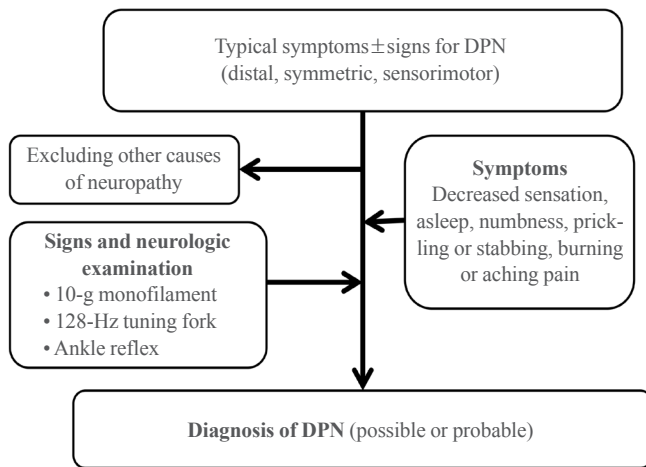 Typical symptoms±signs for DPN
(distal, symmetric, sensorimotor)
Excluding other causes
of neuropathy
Symptoms
Decreased sensation,
asleep, numbness, prick-
ling or stabbing, burning
or aching pain
Signs and neurologic
examination
• 10-g monofilament
• 128-Hz tuning fork
• Ankle reflex
Diagnosis of DPN (possible or probable)